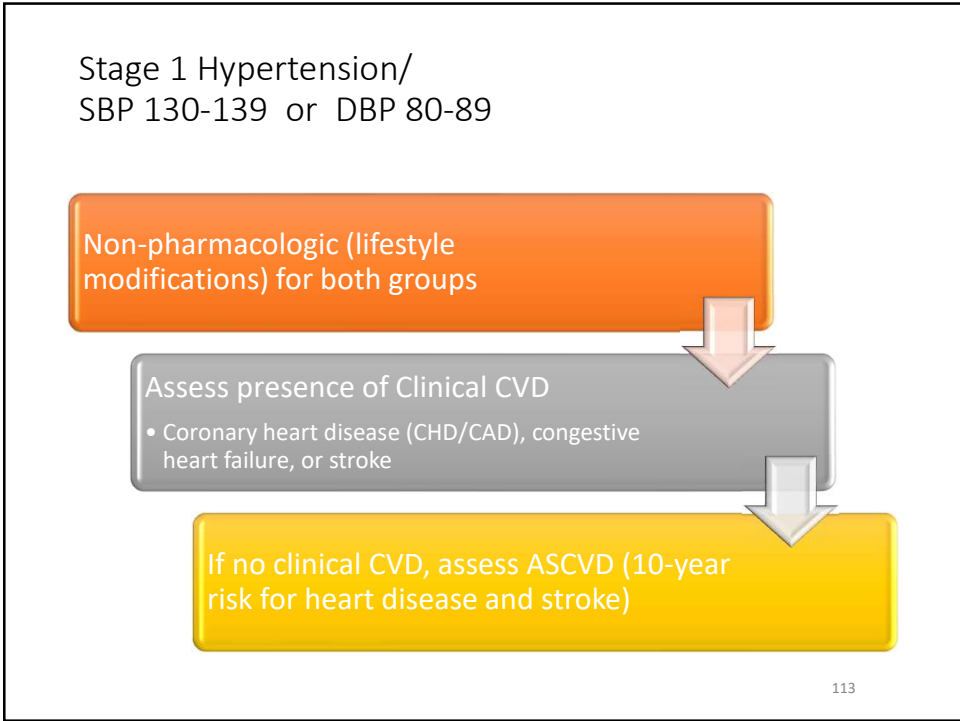 Stage 1 Hypertension/
SBP 130-139  or  DBP 80-89
Non-pharmacologic (lifestyle
modifications) for both groups
Assess presence of Clinical CVD
• Coronary heart disease (CHD/CAD), congestive
heart failure, or stroke
If no clinical CVD, assess ASCVD (10-year
risk for heart disease and stroke)
113